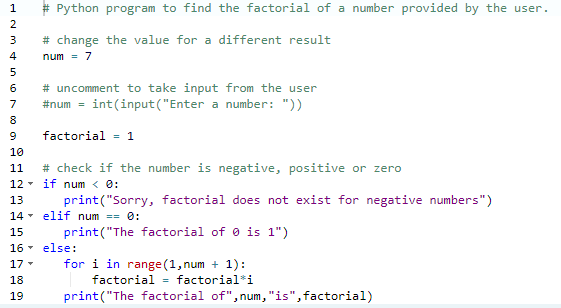 1 # Python program to find the factorial of a number provided by the user.
2
3 # change the value for a different result
4 num = 7
5
6 # uncomment to take input from the user
7 #num = int(input("Enter a number: "))
8
9 factorial = 1
10
11 # check if the number is negative, positive or zero
12 if num < 0:
13     print("Sorry, factorial does not exist for negative numbers")
14 elif num == 0:
15     print("The factorial of 0 is 1")
16 else:
17     for i in range(1,num + 1):
18         factorial = factorial*i
19     print("The factorial of",num,"is",factorial)